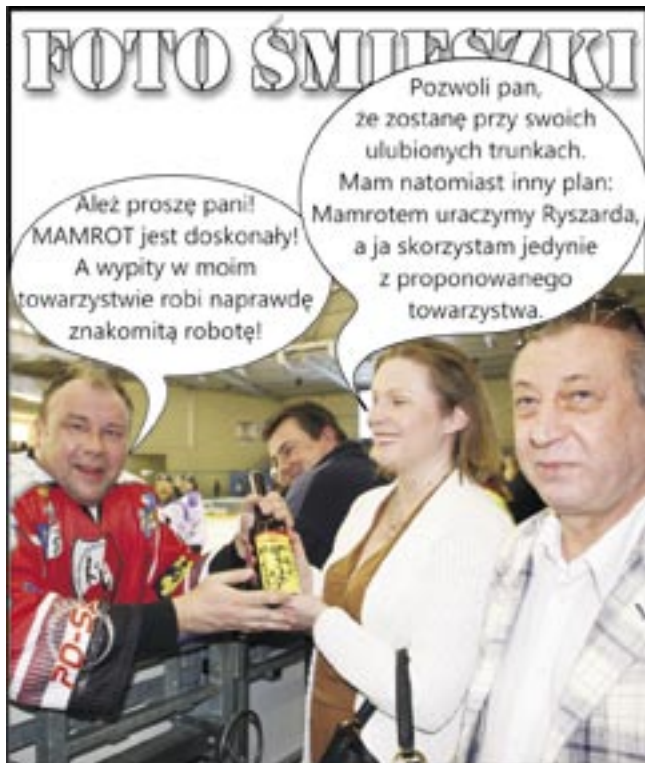 FOTO ŚMIESZKI
Ależ proszę pani!
MAMROT jest doskonały!
A wypity w moim
towarzystwie robi naprawdę
znakomitą robotę!
Pozwoli pan,
że zostanę przy swoich
ulubionych trunkach.
Mam natomiast inny plan:
Mamrotem uraczymy Ryszarda,
a ja skorzystam jedynie
z proponowanego
towarzystwa.